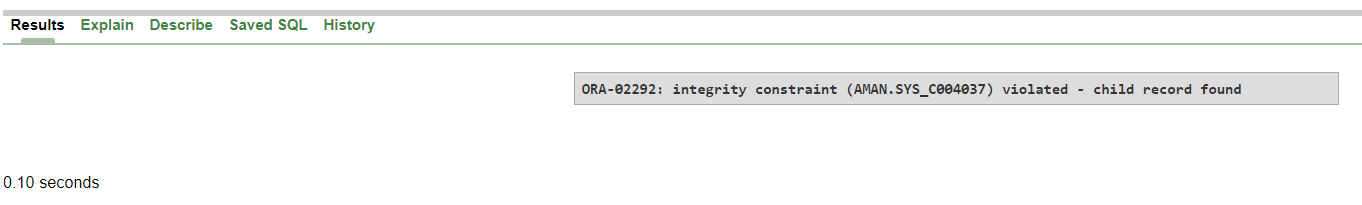 Results Explain Describe Saved SQL History
ORA-02292: integrity constraint (AMAN.SYS_C004037) violated - child record found
0.10 seconds